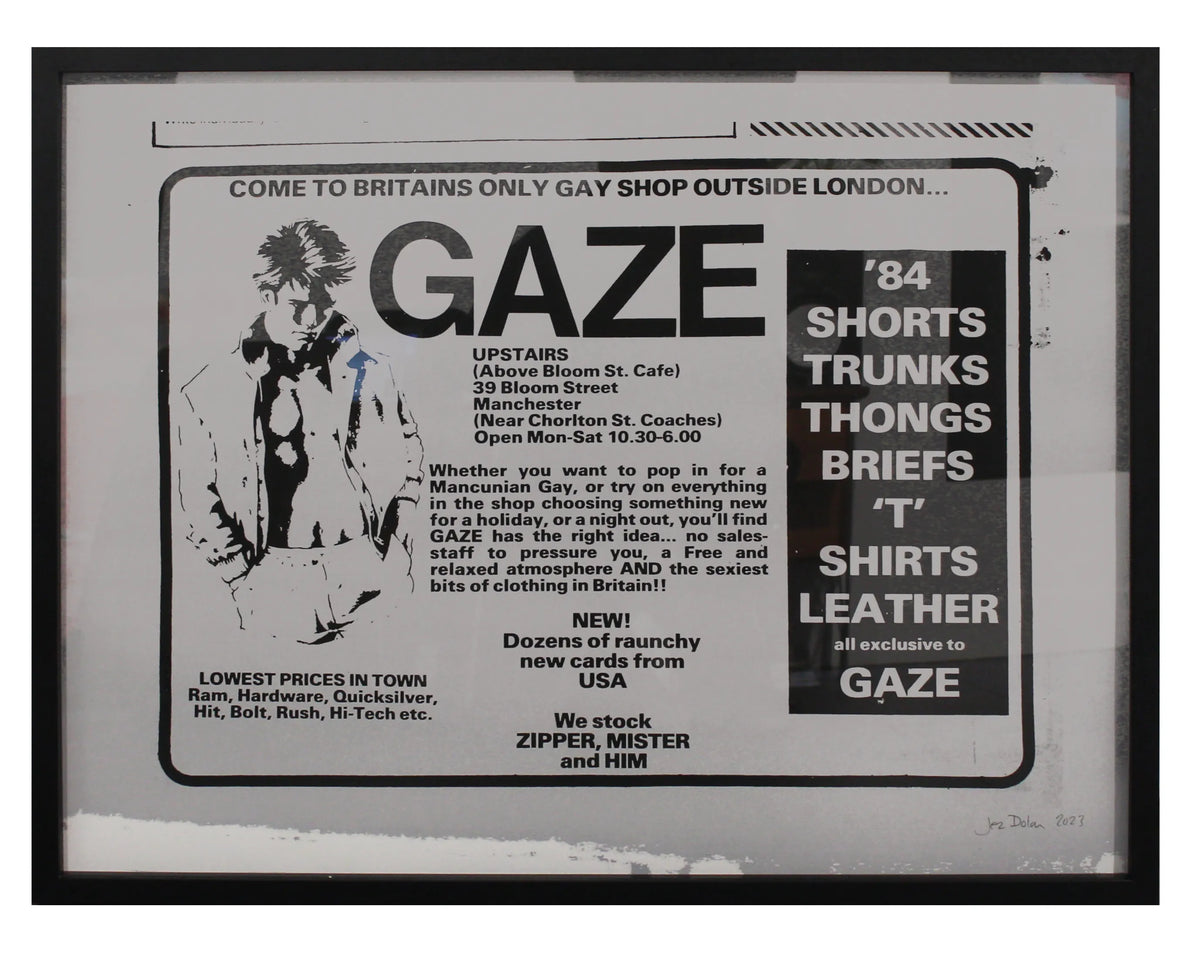 COME TO BRITAINS ONLY GAY SHOP OUTSIDE LONDON...
GAZE
UPSTAIRS
(Above Bloom St. Cafe)
39 Bloom Street
Manchester
(Near Chorlton St. Coaches)
Open Mon-Sat 10.30-6.00
Whether you want to pop in for a
Mancunian Gay, or try on everything
in the shop choosing something new
for a holiday, or a night out, you'll find
GAZE has the right idea... no sales-
staff to pressure you, a Free and
relaxed atmosphere AND the sexiest
bits of clothing in Britain!!
NEW!
Dozens of raunchy
new cards from
USA
We stock
ZIPPER, MISTER
and HIM
LOWEST PRICES IN TOWN
Ram, Hardware, Quicksilver,
Hit, Bolt, Rush, Hi-Tech etc.
'84
SHORTS
TRUNKS
THONGS
BRIEFS
‘T’
SHIRTS
LEATHER
all exclusive to
GAZE
Jez Dolan 2023